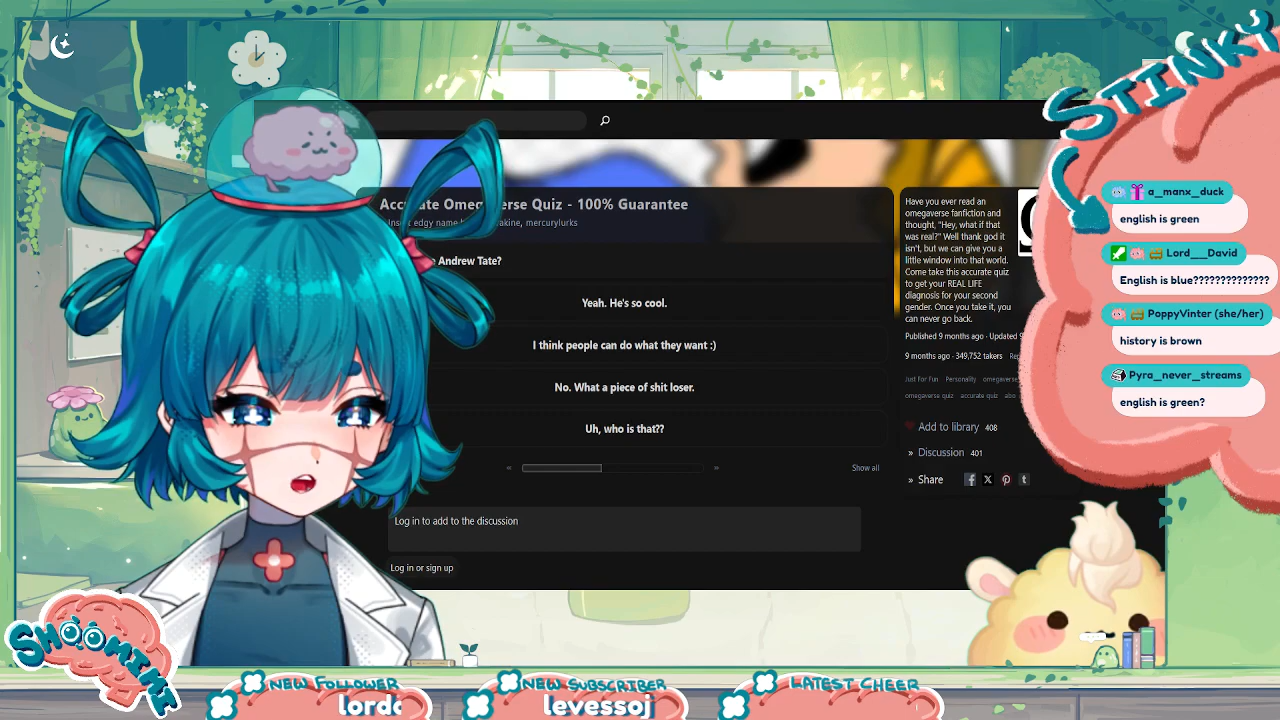 STINKY
a_manx_duck
english is green
Lord___David
English is blue??????????????
PoppyVinter (she/her)
history is brown
Pyra_never_streams
english is green?
Quiz - 100% Guarantee
mercurylurks
Andrew Tate?
Yeah. He's so cool.
I think people can do what they want :)
No. What a piece of shit loser.
Uh, who is that??
«
»
Show all
Log in to add to the discussion
Log in or sign up
Have you ever read an
omegaverse fanfiction and
thought, "Hey, what if that
was real?" Well thank god it
isn't, but we can give you a
little window into that world.
Come take this accurate quiz
to get your REAL LIFE
diagnosis for your second
gender. Once you take it, you
can never go back.
Published 9 months ago · Updated 9
9 months ago · 349,752 takers
Just For Fun Personality
omegaverse quiz accurate quiz abo
Add to library 408
» Discussion 401
» Share
SMOOMINE
NEW FOLLOWER
NEW SUBSCRIBER
levessoj
LATEST CHEER